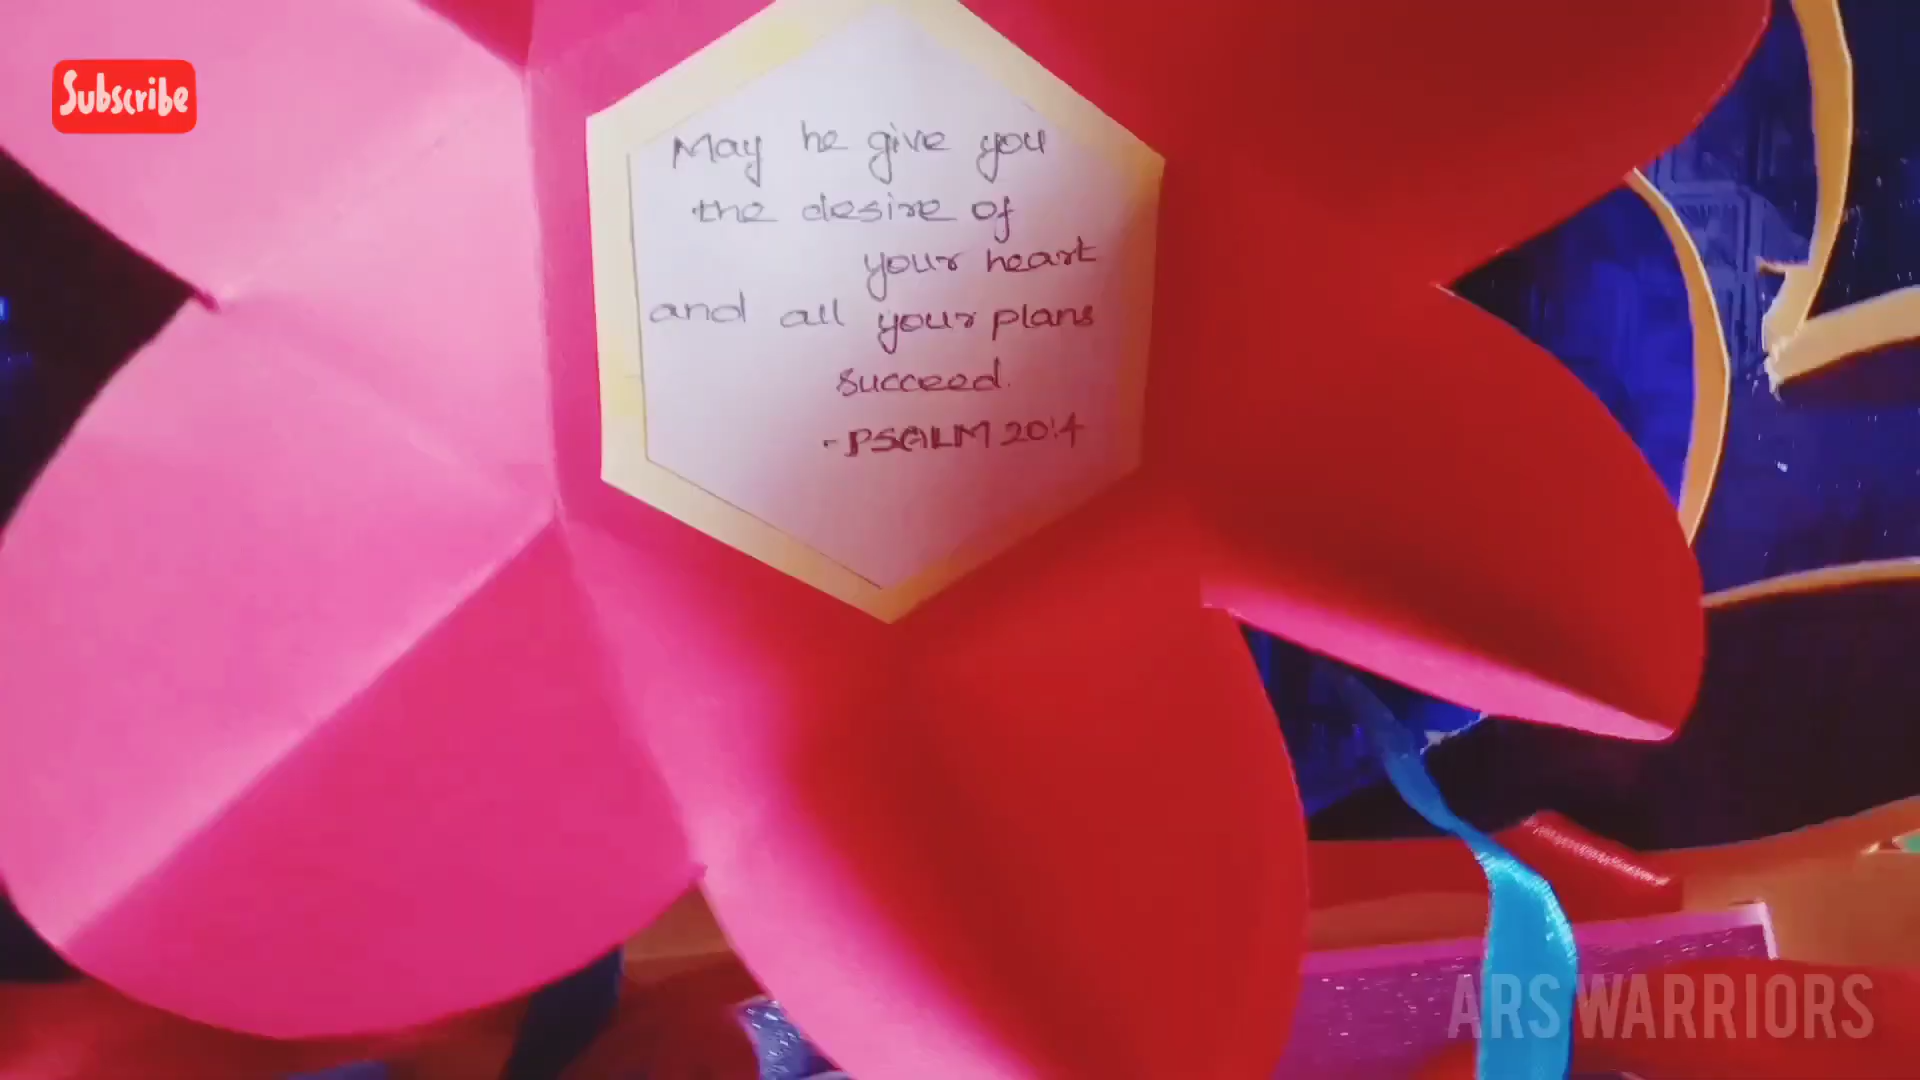 Subscribe
May he give you
the desire of
your heart
and all your plans
succeed.
-PSALM 20:4
ARS WARRIORS